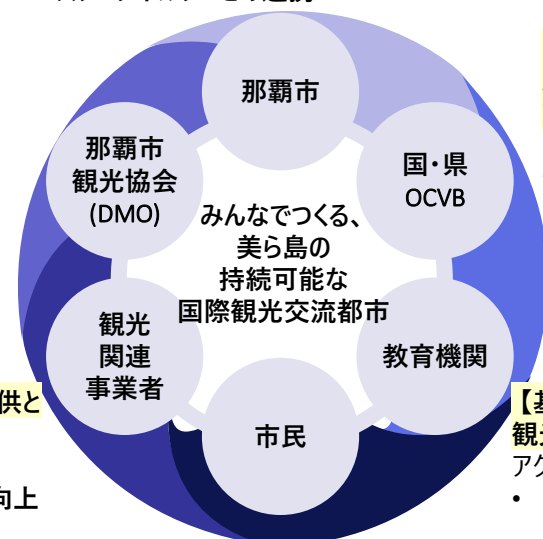 那覇市
那覇市
観光協会
(DMO)
国・県
OCVB
みんなでつくる、
美ら島の
持続可能な
国際観光交流都市
観光
関連
事業者
教育機関
市民
供と
向上
【基
観光
アク
•